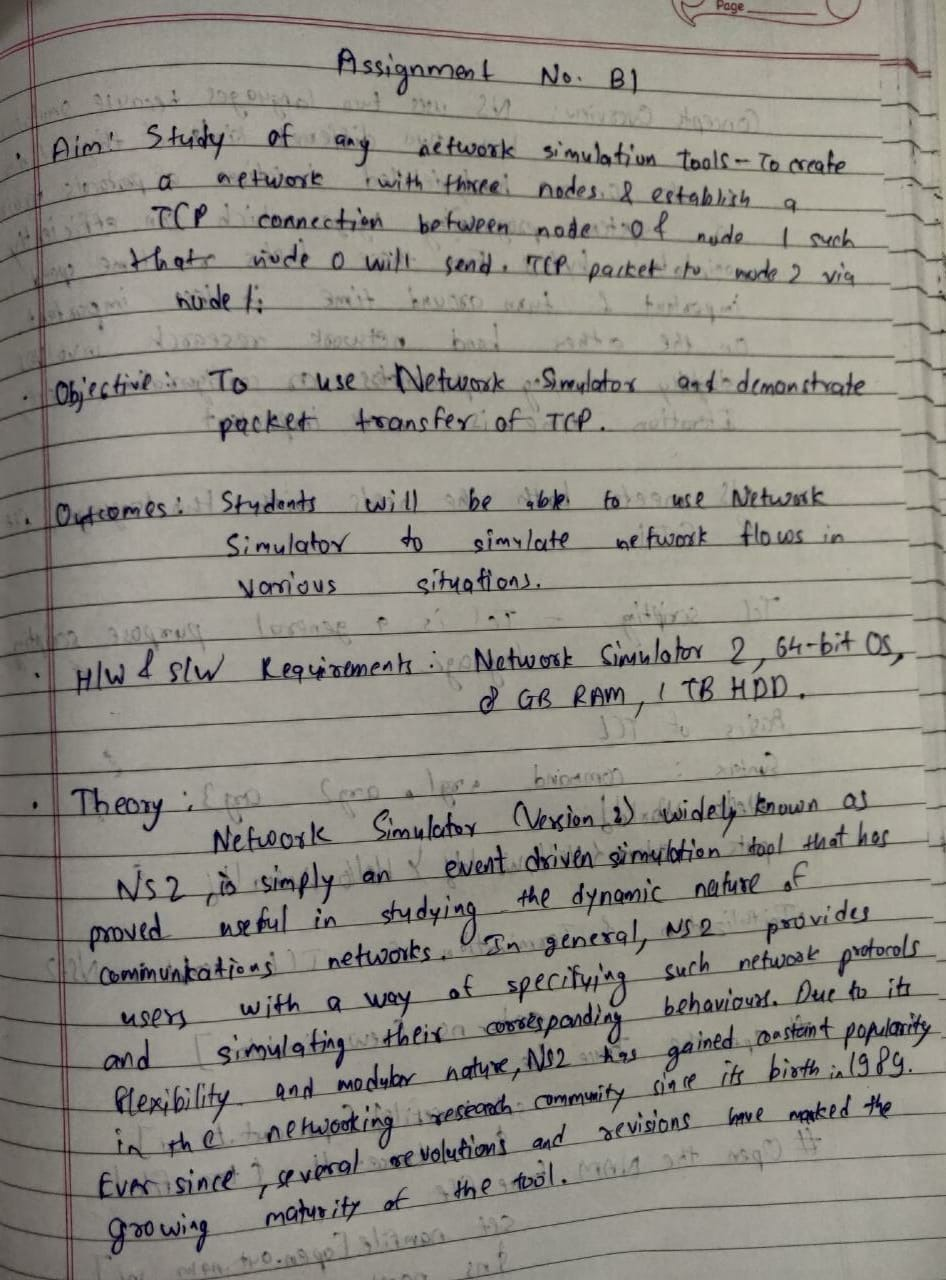 Page
Assignment No. B1
• Aim: Study of any network simulation tools - To create
a network with three nodes & establish a
TCP connection between node 0 & node 1 such
that node 0 will send TCP packet to node 2 via
node 1.
• Objective: To use Network Simulator and demonstrate
packet transfer of TCP.
• Outcomes: Students will be able to use Network
Simulator to simulate network flows in
various situations.
• H/W & S/W Requirements: Network Simulator 2, 64-bit OS,
8 GB RAM, 1 TB HDD.
• Theory:
Network Simulator (Version 2) widely known as
NS2, is simply an event driven simulation tool that has
proved useful in studying the dynamic nature of
communications networks. In general, NS2 provides
users with a way of specifying such network protocols
and simulating their corresponding behaviours. Due to its
flexibility and modular nature, NS2 has gained constant popularity
in the networking research community since its birth in 1989.
Ever since, several revolutions and revisions have marked the
growing maturity of the tool.